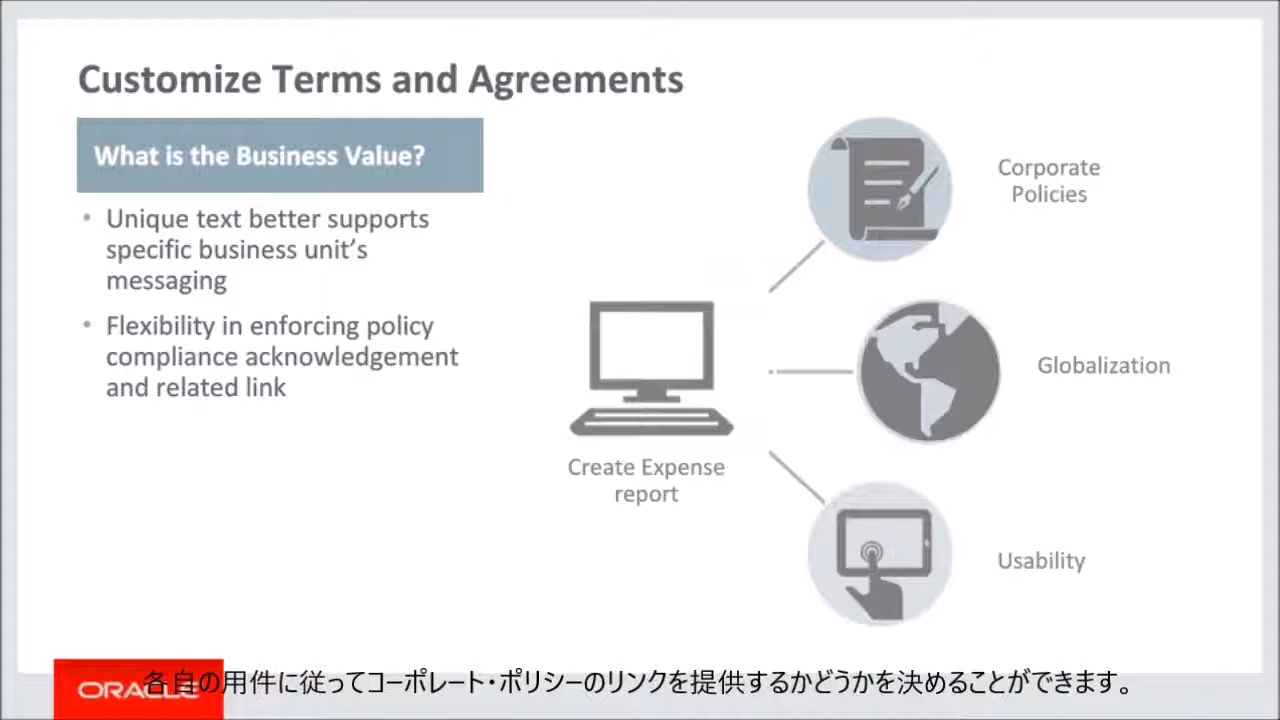 Customize Terms and Agreements
What is the Business Value?
• Unique text better supports
specific business unit’s
messaging
• Flexibility in enforcing policy
compliance acknowledgement
and related link
Corporate
Policies
Globalization
Create Expense
report
Usability
ORACLE
各自の用件に従ってコーポレート・ポリシーのリンクを提供するかどうかを決めることができます。